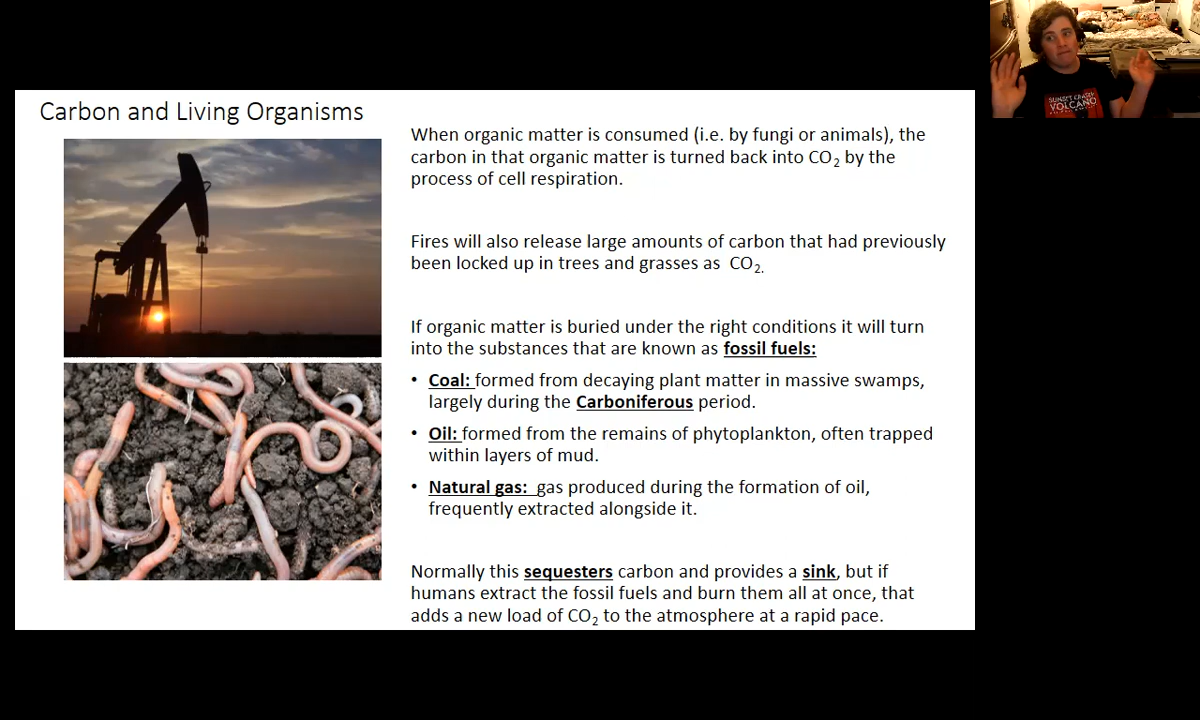 Carbon and Living Organisms
When organic matter is consumed (i.e. by fungi or animals), the
carbon in that organic matter is turned back into CO2 by the
process of cell respiration.
Fires will also release large amounts of carbon that had previously
been locked up in trees and grasses as CO2.
If organic matter is buried under the right conditions it will turn
into the substances that are known as fossil fuels:
• Coal: formed from decaying plant matter in massive swamps,
largely during the Carboniferous period.
• Oil: formed from the remains of phytoplankton, often trapped
within layers of mud.
• Natural gas: gas produced during the formation of oil,
frequently extracted alongside it.
Normally this sequesters carbon and provides a sink, but if
humans extract the fossil fuels and burn them all at once, that
adds a new load of CO2 to the atmosphere at a rapid pace.
SUNSET CRATER
VOLCANO